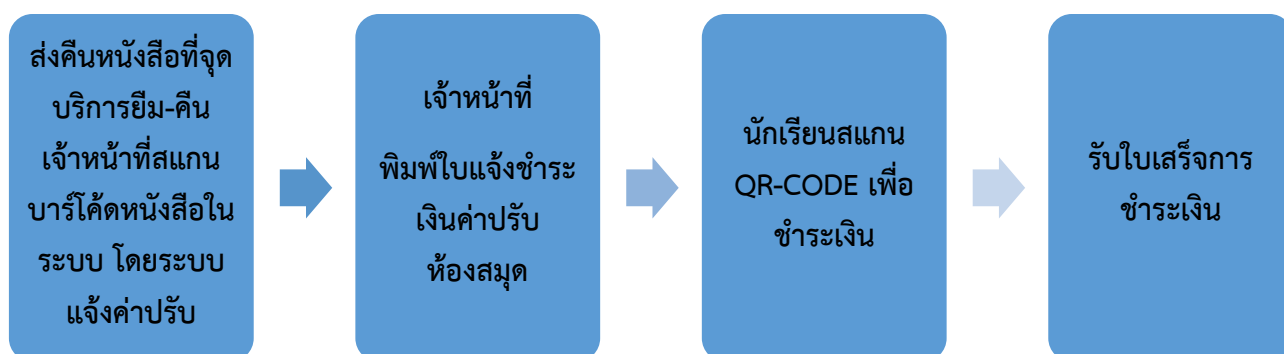 ส่งคืนหนังสือที่จุด
บริการยืม-คืน
เจ้าหน้าที่สแกน
บาร์โค้ดหนังสือใน
ระบบ โดยระบบ
แจ้งค่าปรับ
เจ้าหน้าที่
พิมพ์ใบแจ้งชำระ
เงินค่าปรับ
ห้องสมุด
นักเรียนสแกน
QR-CODE เพื่อ
ชำระเงิน
รับใบเสร็จการ
ชำระเงิน